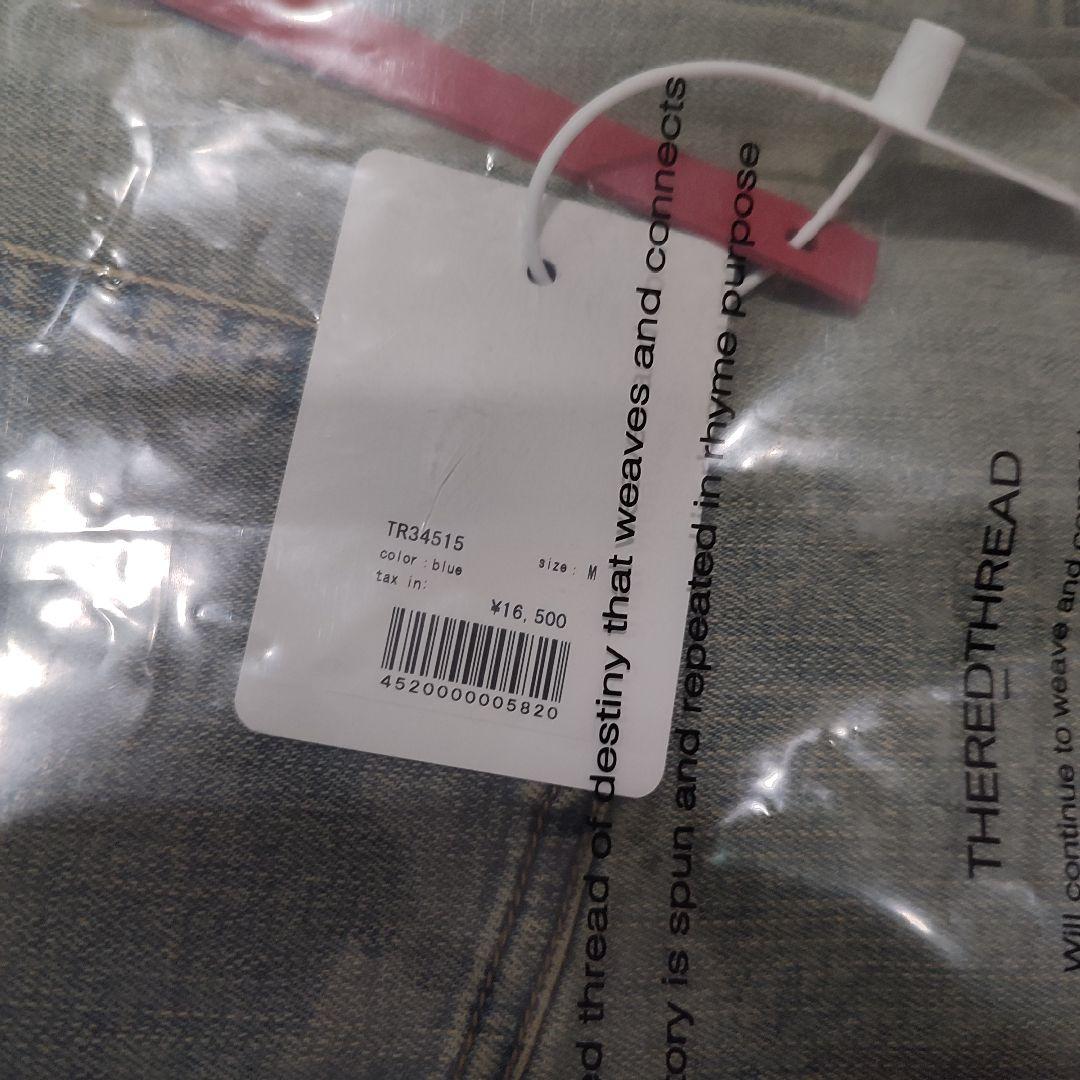 TR34515
color : blue
size : M
tax in:
¥16,500
4520000005820
ed thread of destiny that weaves and connects
ory is spun and repeated in rhyme purpose
THEREDTHREAD
Will continue to weave and